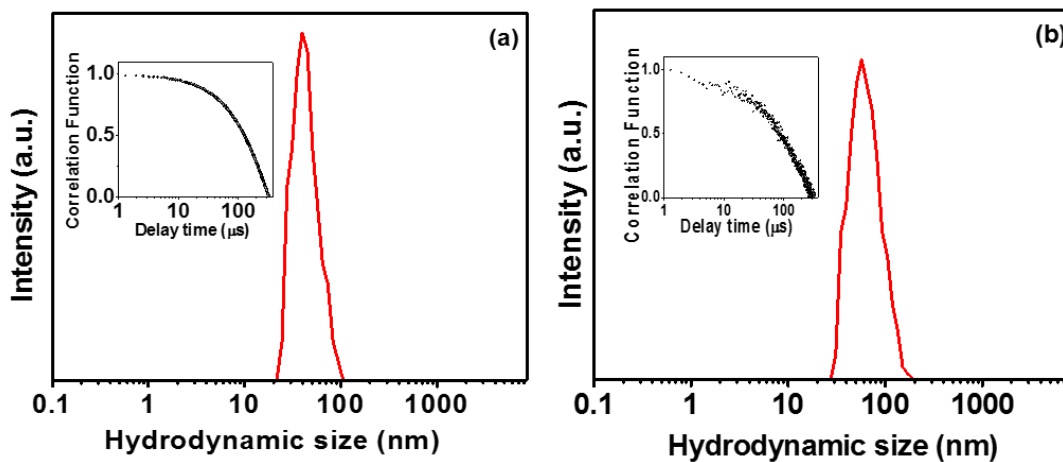 (a)
Intensity (a.u.)
Correlation Function
1.0
0.5
0.0
1 10 100
Delay time (μs)
0.1 1 10 100 1000
Hydrodynamic size (nm)
(b)
Intensity (a.u.)
Correlation Function
1.0
0.5
0.0
1 10 100
Delay time (μs)
0.1 1 10 100 1000
Hydrodynamic size (nm)